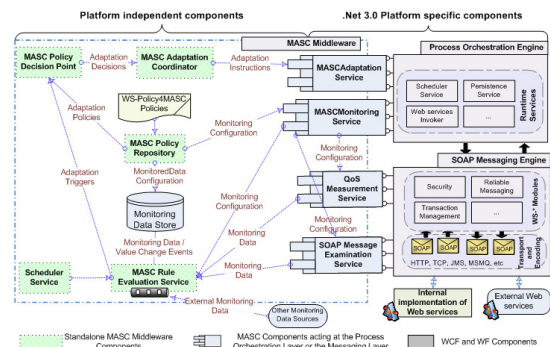 Platform independent components
.Net 3.0 Platform specific components
MASC Middleware
Process Orchestration Engine
MASC Policy
Decision Point
Adaptation
Decisions
MASC Adaptation
Coordinator
Adaptation
Instructions
MASCAdaptation
Service
Scheduler
Service
Persistence
Service
Web services
Invoker
...
Runtime
Services
WS-Policy4MASC
Policies
Adaptation
Policies
Monitoring
Configuration
MASCMonitoring
Service
MASC Policy
Repository
Monitoring
Configuration
SOAP Messaging Engine
MonitoredData
Configuration
Adaptation
Triggers
Monitoring
Configuration
QoS
Measurement
Service
Security
Reliable
Messaging
Transaction
Management
...
WS-* Modules
Monitoring
Data Store
Monitoring
Data
Monitoring
Configuration
Monitoring Data /
Value Change Events
SOAP Message
Examination Service
SOAP
SOAP
SOAP
SOAP
HTTP, TCP, JMS, MSMQ, etc
Transport
and
Encoding
Scheduler
Service
MASC Rule
Evaluation Service
Monitoring
Data
External Monitoring
Data
Other Monitoring
Data Sources
Internal
implementation of
Web services
External Web
services
Standalone MASC Middleware
Components
MASC Components acting at the Process
Orchestration Layer or the Messaging Layer
WCF and WF Components